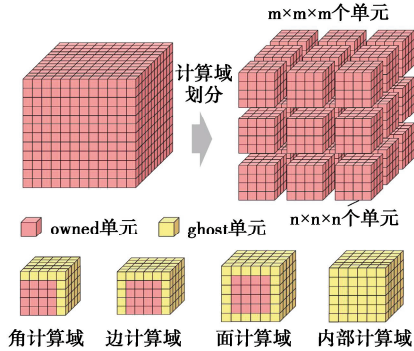 m×m×m个单元
计算域
划分
n×n×n个单元
owned单元
ghost单元
角计算域
边计算域
面计算域
内部计算域